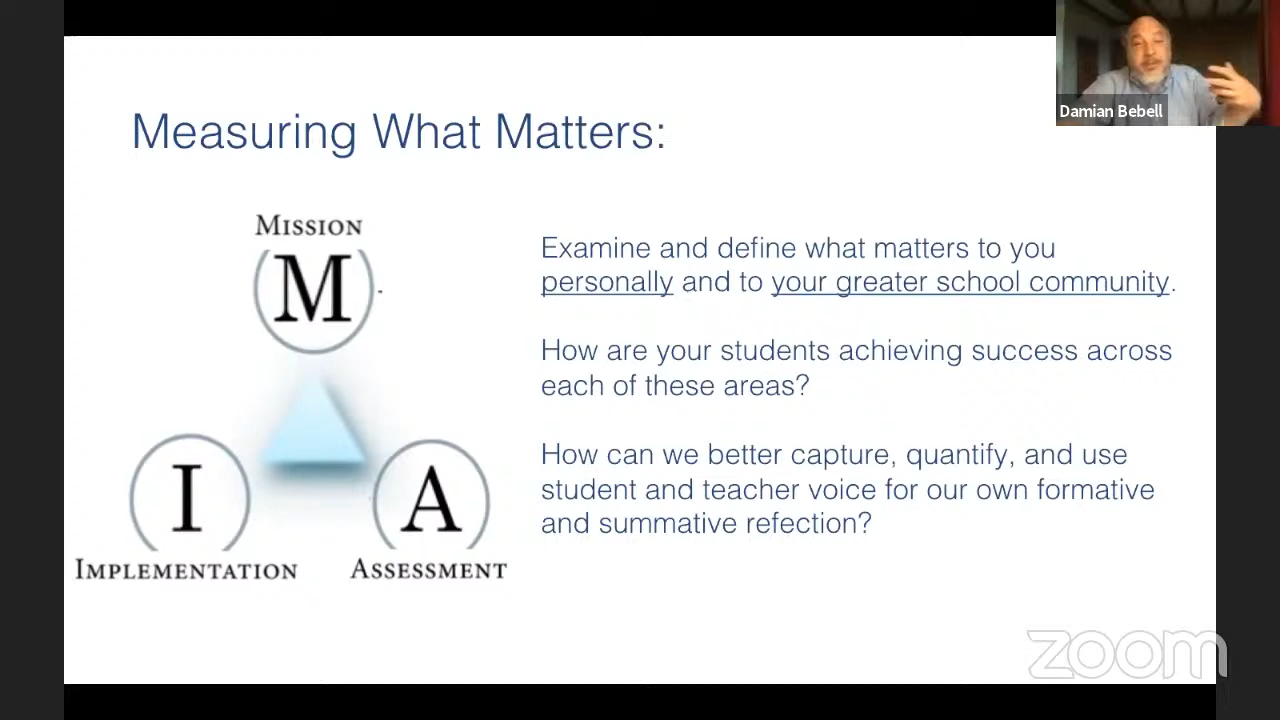 Damian Bebell
Measuring What Matters:
MISSION
M
I
IMPLEMENTATION
A
ASSESSMENT
Examine and define what matters to you
personally and to your greater school community.
How are your students achieving success across
each of these areas?
How can we better capture, quantify, and use
student and teacher voice for our own formative
and summative refection?
zoom